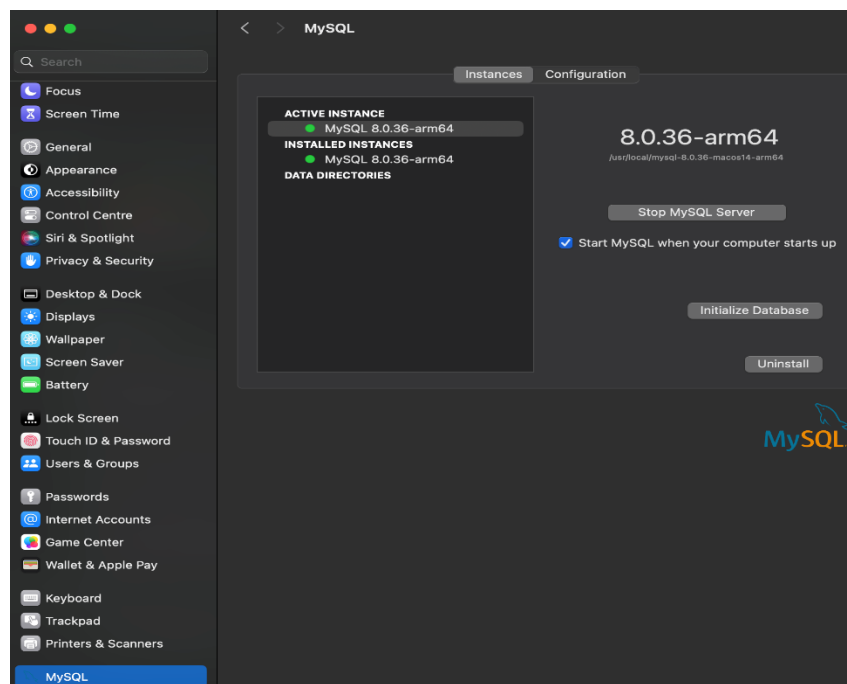 MySQL
Search
Focus
Screen Time
General
Appearance
Accessibility
Control Centre
Siri & Spotlight
Privacy & Security
Desktop & Dock
Displays
Wallpaper
Screen Saver
Battery
Lock Screen
Touch ID & Password
Users & Groups
Passwords
Internet Accounts
Game Center
Wallet & Apple Pay
Keyboard
Trackpad
Printers & Scanners
MySQL
Instances Configuration
ACTIVE INSTANCE
MySQL 8.0.36-arm64
INSTALLED INSTANCES
MySQL 8.0.36-arm64
DATA DIRECTORIES
8.0.36-arm64
/usr/local/mysql-8.0.36-macos14-arm64
Stop MySQL Server
Start MySQL when your computer starts up
Initialize Database
Uninstall
MySQL